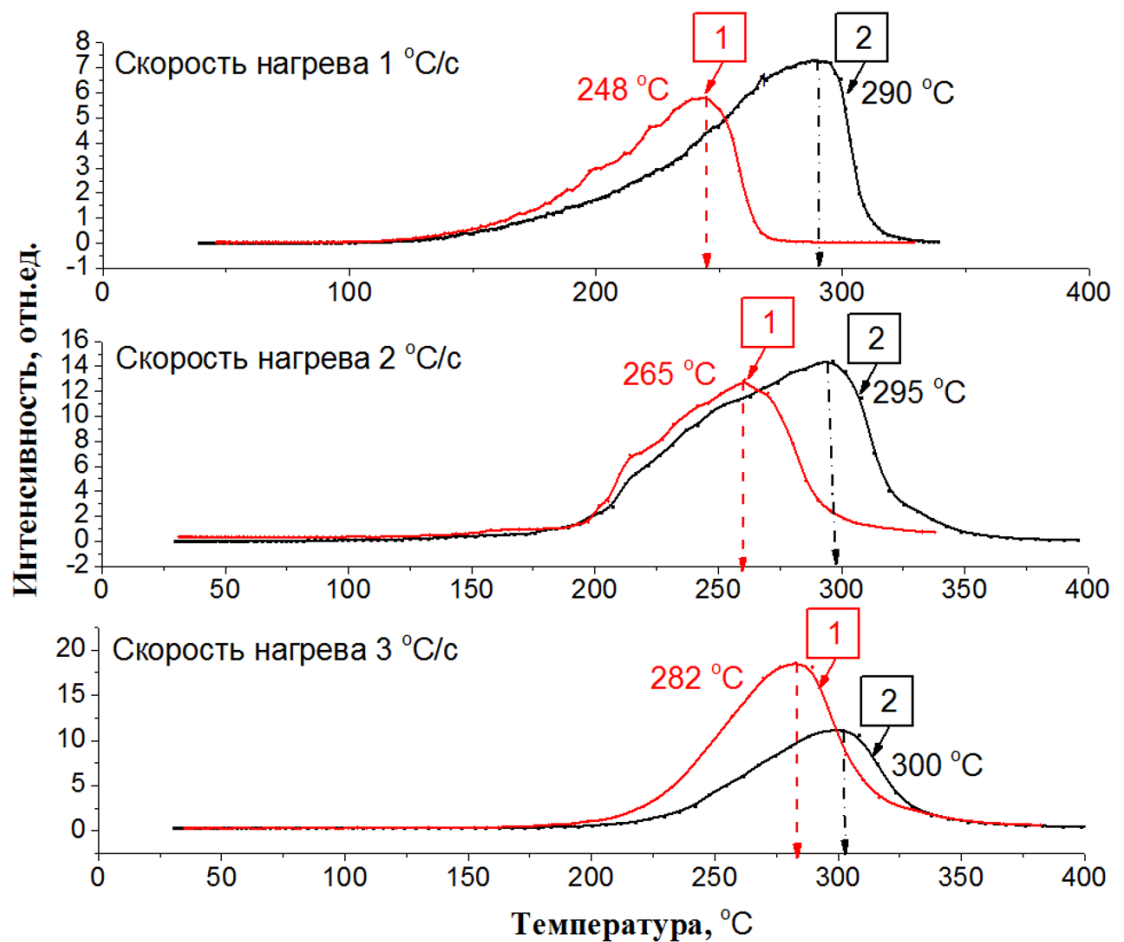 Интенсивность, отн.ед.
Скорость нагрева 1 °C/c
8
7
6
5
4
3
2
1
0
-1
248 °C
1
2
290 °C
0 100 200 300 400
Скорость нагрева 2 °C/c
16
14
12
10
8
6
4
2
0
-2
265 °C
1
2
295 °C
0 50 100 150 200 250 300 350 400
Скорость нагрева 3 °C/c
20
15
10
5
0
282 °C
1
2
300 °C
0 50 100 150 200 250 300 350 400
Температура, °C